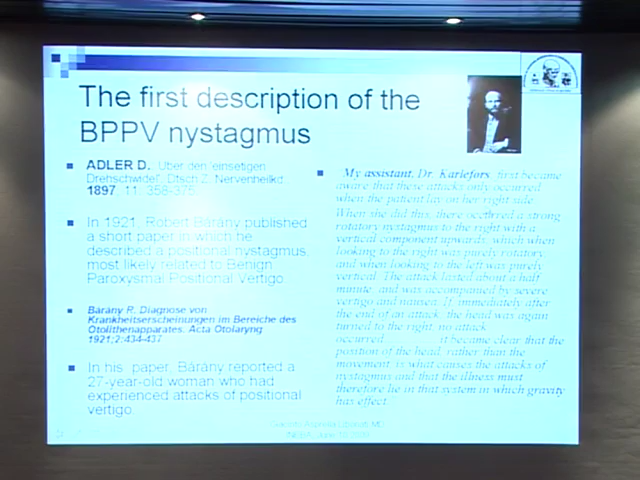 The first description of the
BPPV nystagmus
ADLER D. Über den "einsetigen
Drehschwidel". Dtsch Z. Nervenheilkd.
1897; 11: 358-375
In 1921, Robert Bárány published
a short paper in which he
described a positional nystagmus,
most likely related to Benign
Paroxysmal Positional Vertigo.
Bárány R. Diagnose von
Krankheitserscheinungen im Bereiche des
Otolithenapparates. Acta Otolaryng
1921;2:434-437
In his paper, Bárány reported a
27-year-old woman who had
experienced attacks of positional
vertigo.
My assistant, Dr. Karlefors, first became
aware that these attacks only occurred
when the patient lay on her right side.
When she did this, there occurred a strong
rotatory nystagmus to the right with a
vertical component upwards, which when
looking to the right was purely rotatory,
and when looking to the left was purely
vertical. The attack lasted about a half
minute, and was accompanied by severe
vertigo and nausea. If, immediately after
the end of an attack, the head was again
turned to the right, no attack
occurred............. it became clear that the
position of the head, rather than the
movement, is what causes the attacks of
nystagmus and that the illness must
therefore lie in that system in which gravity
has effect.